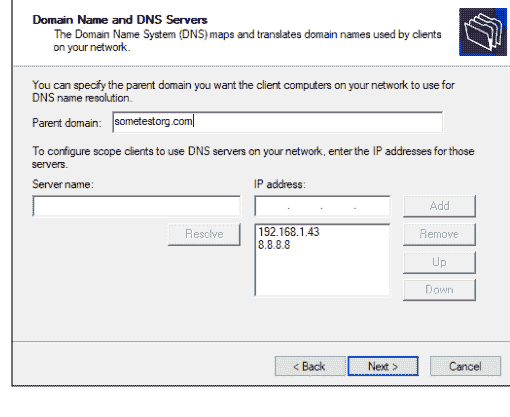 Domain Name and DNS Servers
The Domain Name System (DNS) maps and translates domain names used by clients
on your network.
You can specify the parent domain you want the client computers on your network to use for
DNS name resolution.
Parent domain: sometestorg.com
To configure scope clients to use DNS servers on your network, enter the IP addresses for those
servers.
Server name: IP address:
. . . Add
Resolve 192.168.1.43 Remove
8.8.8.8
Up
Down
< Back Next > Cancel